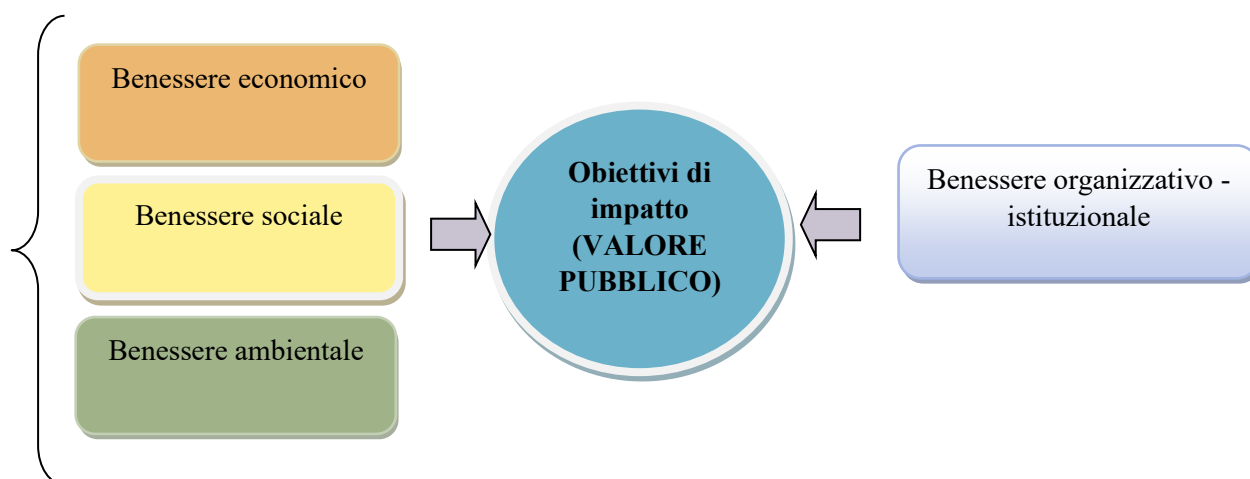 Benessere economico
Benessere sociale
Benessere ambientale
Obiettivi di
impatto
(VALORE
PUBBLICO)
Benessere organizzativo -
istituzionale